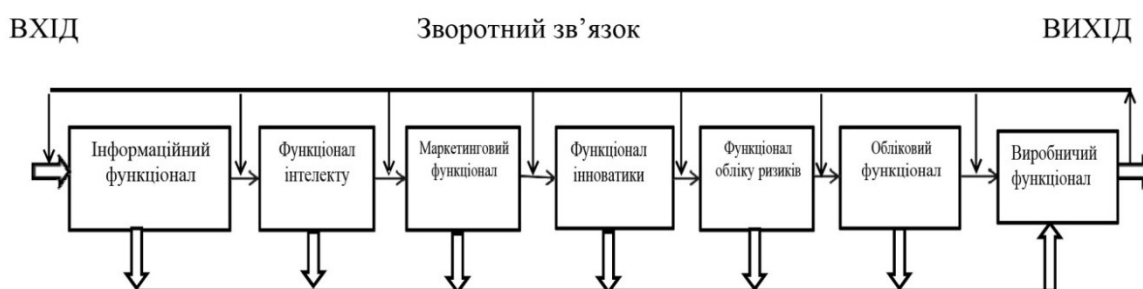 ВХІД Зворотний зв’язок ВИХІД
Інформаційний
функціонал
Функціонал
інтелекту
Маркетинговий
функціонал
Функціонал
інноватики
Функціонал
обліку ризиків
Обліковий
функціонал
Виробничий
функціонал